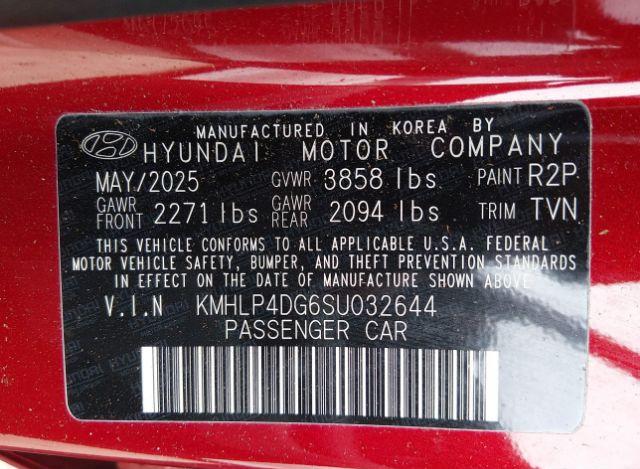 MANUFACTURED IN KOREA BY
HYUNDAI MOTOR COMPANY
MAY/2025 GVWR 3858 lbs PAINT R2P
GAWR FRONT 2271 lbs GAWR REAR 2094 lbs TRIM TVN
THIS VEHICLE CONFORMS TO ALL APPLICABLE U.S.A. FEDERAL
MOTOR VEHICLE SAFETY, BUMPER, AND THEFT PREVENTION STANDARDS
IN EFFECT ON THE DATE OF MANUFACTURE SHOWN ABOVE.
V.I.N KMHLP4DG6SU032644
PASSENGER CAR